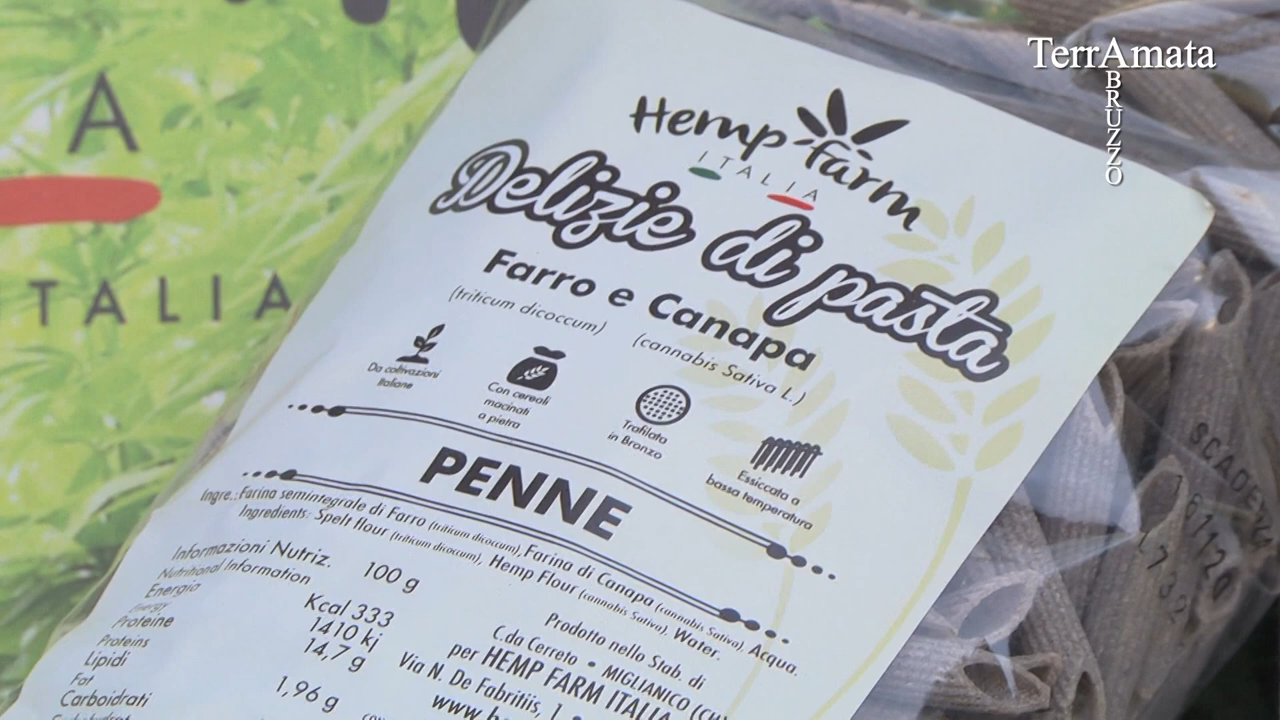 TerrAmata
ABRUZZO
A
ITALIA
Hemp Farm
ITALIA
Delizie di pasta
Farro e Canapa
(triticum dicoccum) (cannabis Sativa L.)
Da coltivazioni
Italiane
Con cereali
macinati
a pietra
Trafilata
in Bronzo
Essiccata a
bassa temperatura
PENNE
Ingre.: Farina semintegrale di Farro (triticum dicoccum), Farina di Canapa (cannabis Sativa), Acqua.
Ingredients: Spelt flour (triticum dicoccum), Hemp Flour (cannabis Sativa), Water.
Informazioni Nutriz. 100 g
Nutritional Information
Energia Kcal 333
Energy 1410 kj
Proteine 14,7 g
Proteins
Lipidi 1,96 g
Fat
Carboidrati
Prodotto nello Stab. di
C.da Cereto • MIGLIANICO (CH)
per HEMP FARM ITALIA
Via N. De Fabritiis, 1
www.
161120